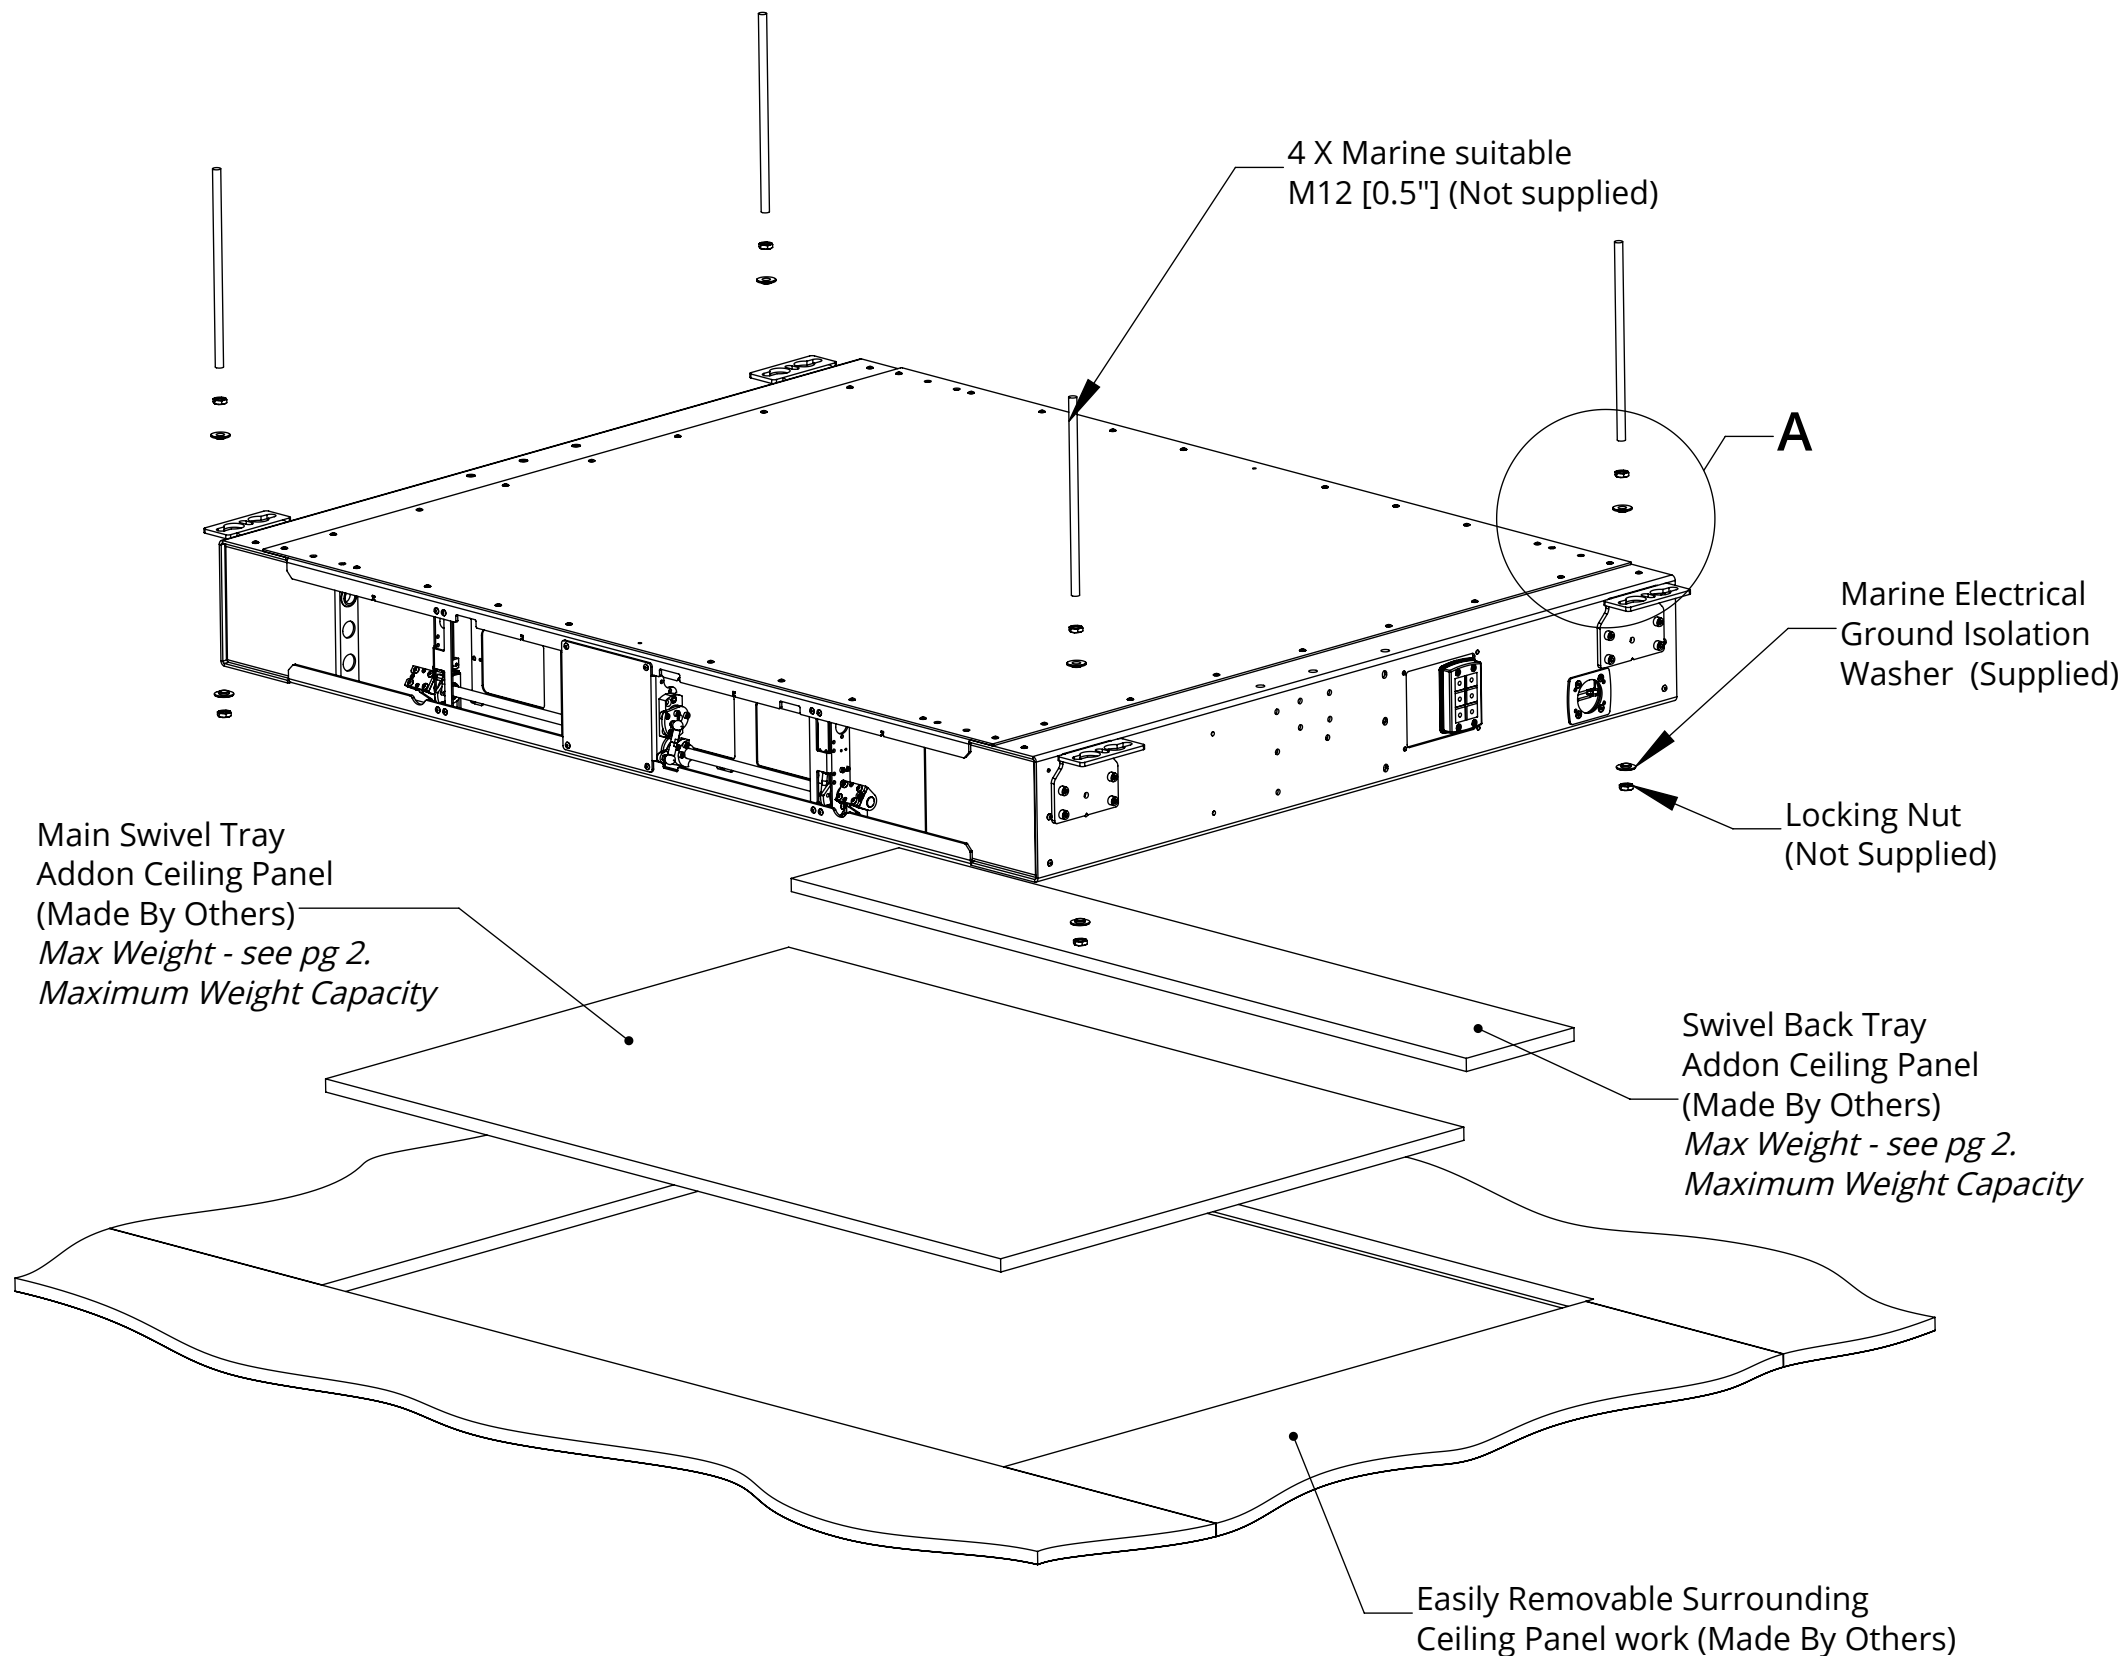 4 X Marine suitable
M12 [0.5"] (Not supplied)
A
Marine Electrical
Ground Isolation
Washer (Supplied)
Locking Nut
(Not Supplied)
Main Swivel Tray
Addon Ceiling Panel
(Made By Others)
Max Weight - see pg 2.
Maximum Weight Capacity
Swivel Back Tray
Addon Ceiling Panel
(Made By Others)
Max Weight - see pg 2.
Maximum Weight Capacity
Easily Removable Surrounding
Ceiling Panel work (Made By Others)